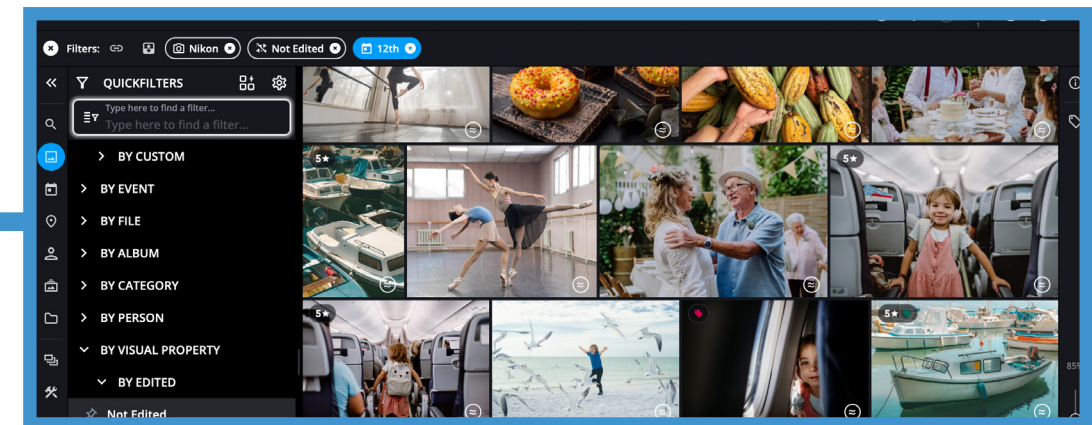 1
Filters: Nikon Not Edited 12th
QUICKFILTERS
Type here to find a filter...
Type here to find a filter...
BY CUSTOM
BY EVENT
BY FILE
BY ALBUM
BY CATEGORY
BY PERSON
BY VISUAL PROPERTY
BY EDITED
Not Edited
5★
5★
5★
5★
85%